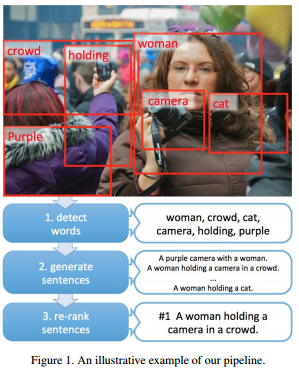 crowd
holding
woman
camera
cat
Purple
1. detect
words
woman, crowd, cat,
camera, holding, purple
2. generate
sentences
A purple camera with a woman.
A woman holding a camera in a crowd.
...
A woman holding a cat.
3. re-rank
sentences
#1 A woman holding a
camera in a crowd.
Figure 1. An illustrative example of our pipeline.